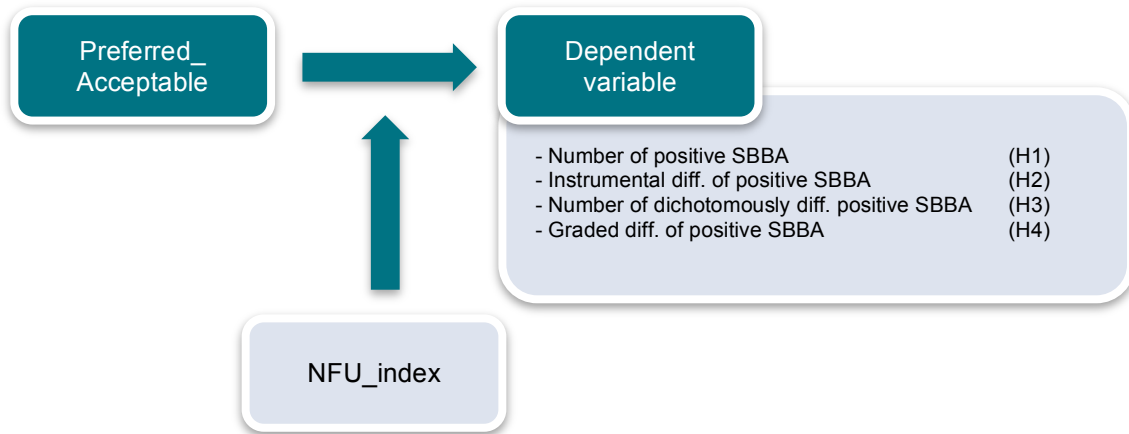 Preferred_
Acceptable
Dependent
variable
- Number of positive SBBA (H1)
- Instrumental diff. of positive SBBA (H2)
- Number of dichotomously diff. positive SBBA (H3)
- Graded diff. of positive SBBA (H4)
NFU_index